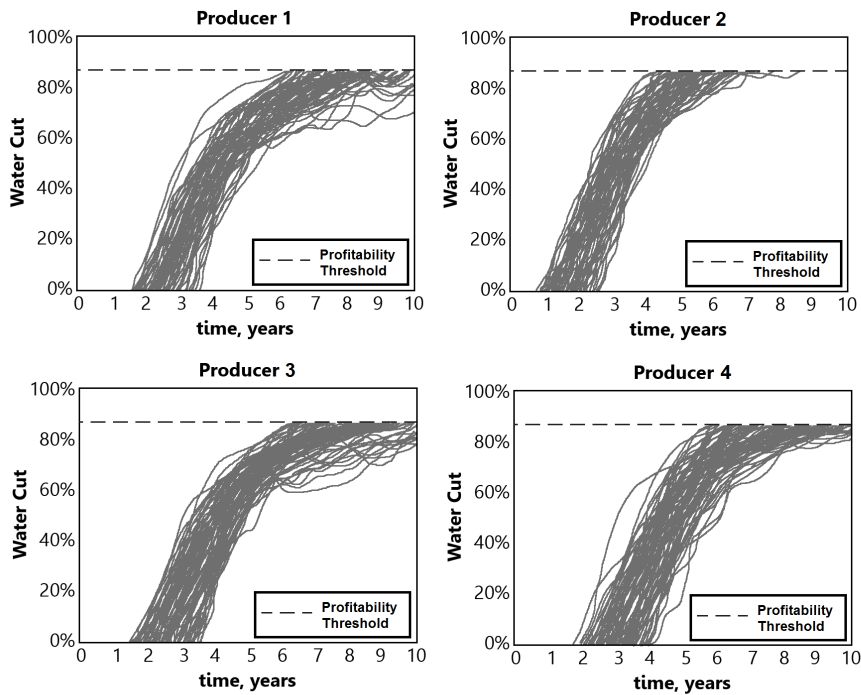 Producer 1
100%
80%
60%
40%
20%
0%
Water Cut
Profitability
Threshold
0 1 2 3 4 5 6 7 8 9 10
time, years
Producer 2
100%
80%
60%
40%
20%
0%
Water Cut
Profitability
Threshold
0 1 2 3 4 5 6 7 8 9 10
time, years
Producer 3
100%
80%
60%
40%
20%
0%
Water Cut
Profitability
Threshold
0 1 2 3 4 5 6 7 8 9 10
time, years
Producer 4
100%
80%
60%
40%
20%
0%
Water Cut
Profitability
Threshold
0 1 2 3 4 5 6 7 8 9 10
time, years